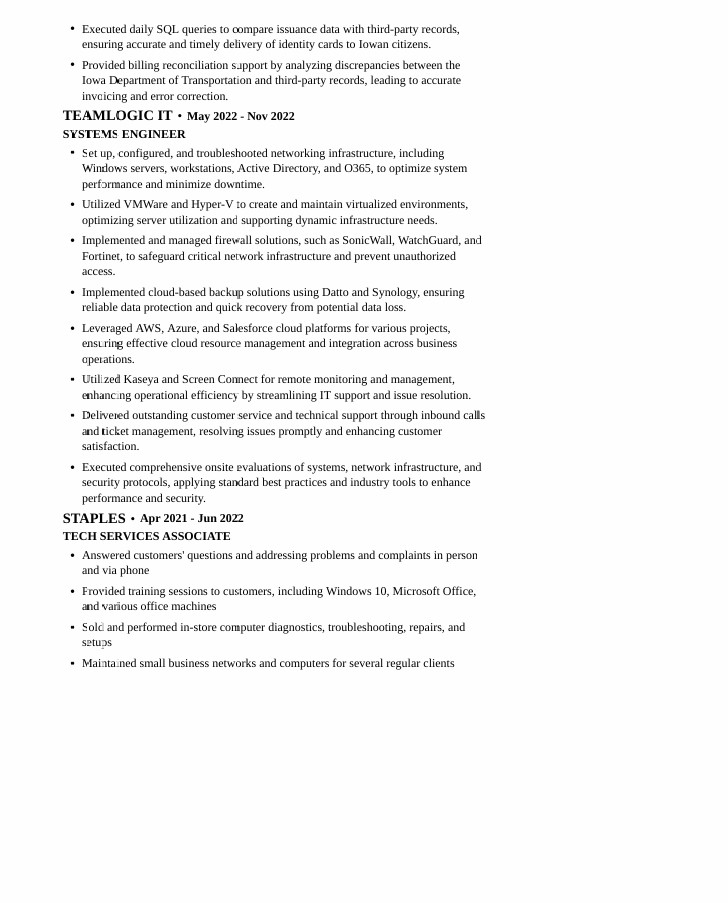 • Executed daily SQL queries to compare issuance data with third-party records,
ensuring accurate and timely delivery of identity cards to Iowan citizens.
• Provided billing reconciliation support by analyzing discrepancies between the
Iowa Department of Transportation and third-party records, leading to accurate
invoicing and error correction.
TEAMLOGIC IT • May 2022 - Nov 2022
SYSTEMS ENGINEER
• Set up, configured, and troubleshooted networking infrastructure, including
Windows servers, workstations, Active Directory, and O365, to optimize system
performance and minimize downtime.
• Utilized VMWare and Hyper-V to create and maintain virtualized environments,
optimizing server utilization and supporting dynamic infrastructure needs.
• Implemented and managed firewall solutions, such as SonicWall, WatchGuard, and
Fortinet, to safeguard critical network infrastructure and prevent unauthorized
access.
• Implemented cloud-based backup solutions using Datto and Synology, ensuring
reliable data protection and quick recovery from potential data loss.
• Leveraged AWS, Azure, and Salesforce cloud platforms for various projects,
ensuring effective cloud resource management and integration across business
operations.
• Utilized Kaseya and Screen Connect for remote monitoring and management,
enhancing operational efficiency by streamlining IT support and issue resolution.
• Delivered outstanding customer service and technical support through inbound calls
and ticket management, resolving issues promptly and enhancing customer
satisfaction.
• Executed comprehensive onsite evaluations of systems, network infrastructure, and
security protocols, applying standard best practices and industry tools to enhance
performance and security.
STAPLES • Apr 2021 - Jun 2022
TECH SERVICES ASSOCIATE
• Answered customers' questions and addressing problems and complaints in person
and via phone
• Provided training sessions to customers, including Windows 10, Microsoft Office,
and various office machines
• Sold and performed in-store computer diagnostics, troubleshooting, repairs, and
setups
• Maintained small business networks and computers for several regular clients